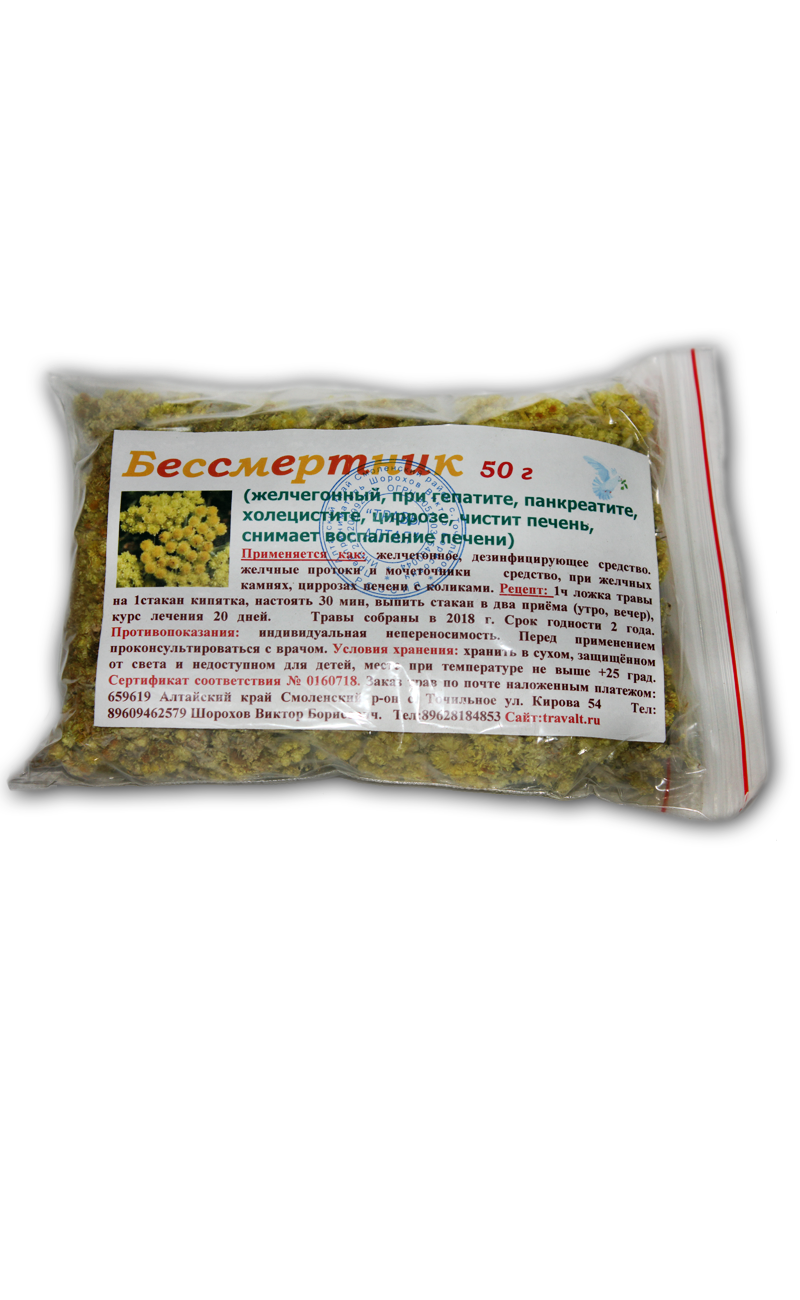 Бессмертник 50 г
(желчегонный, при гепатите, панкреатите,
холецистите, циррозе, чистит печень,
снимает воспаление печени)
Применяется как: желчегонное, дезинфицирующее средство.
желчные протоки и мочеточники средство, при желчных
камнях, циррозах печени с коликами. Рецепт: 1ч ложка травы
на 1стакан кипятка, настоять 30 мин, выпить стакан в два приёма (утро, вечер),
курс лечения 20 дней. Травы собраны в 2018 г. Срок годности 2 года.
Противопоказания: индивидуальная непереносимость. Перед применением
проконсультироваться с врачом. Условия хранения: хранить в сухом, защищённом
от света и недоступном для детей, месте при температуре не выше +25 град.
Сертификат соответствия № 0160718. Заказ трав по почте наложенным платежом:
659619 Алтайский край Смоленский р-он с. Точильное ул. Кирова 54 Тел:
89609462579 Шорохов Виктор Борисович. Тел:89628184853 Сайт:travalt.ru